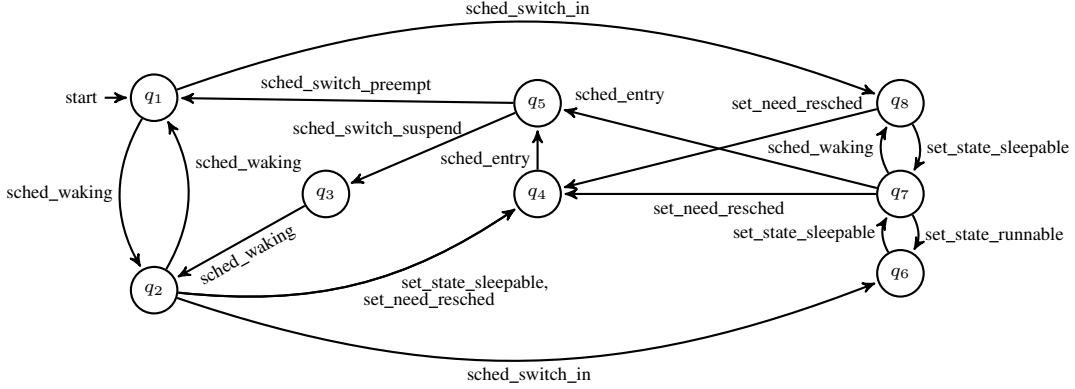 sched_switch_in
sched_switch_preempt
sched_entry
start
q1
q5
q8
set_need_resched
sched_switch_suspend
sched_waking
sched_entry
sched_waking
set_state_sleepable
sched_waking
q3
q4
q7
set_need_resched
sched_waking
set_state_sleepable
set_state_runnable
q2
q6
set_state_sleepable,
set_need_resched
sched_switch_in